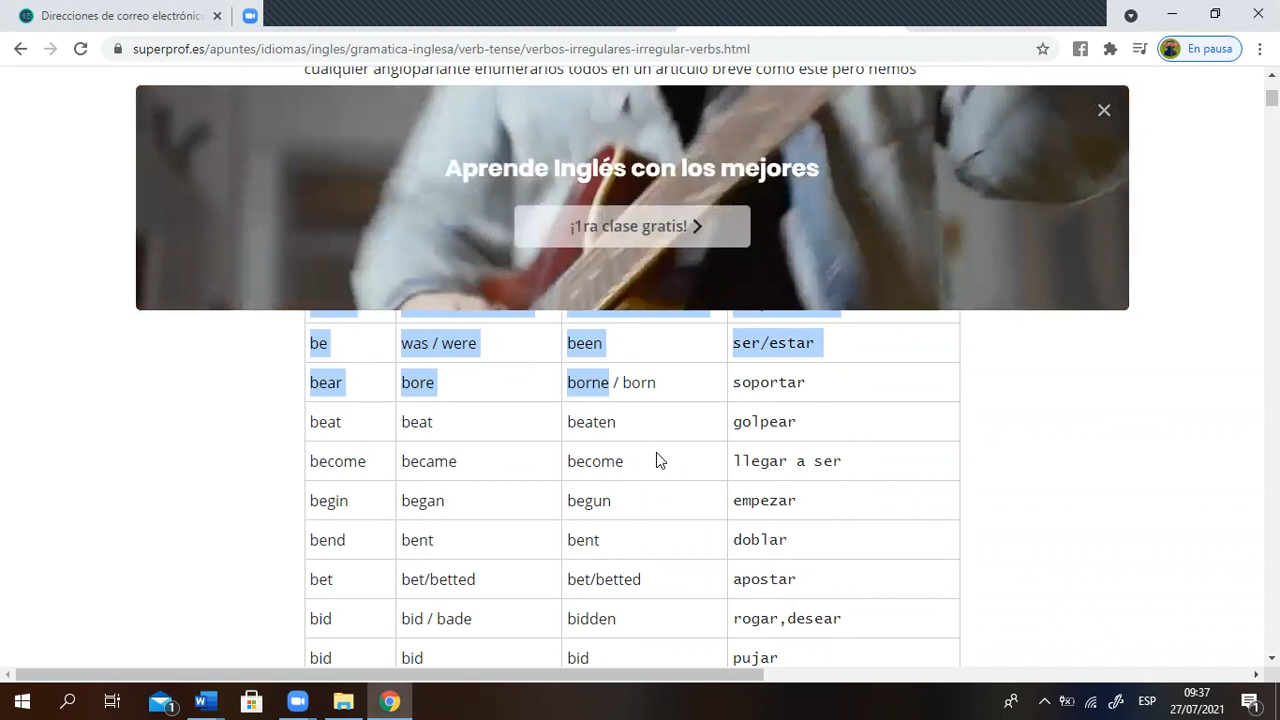 Direcciones de correo electrónico
superprof.es/apuntes/idiomas/ingles/gramatica-inglesa/verb-tense/verbos-irregulares-irregular-verbs.html
En pausa
cualquier angloparlante enumerarlos todos en un artículo breve como este pero hemos
Aprende Inglés con los mejores
¡1ra clase gratis!
be was / were been ser/estar
bear bore borne / born soportar
beat beat beaten golpear
become became become llegar a ser
begin began begun empezar
bend bent bent doblar
bet bet/betted bet/betted apostar
bid bid / bade bidden rogar,desear
bid bid bid pujar
1
ESP
09:37
27/07/2021
1